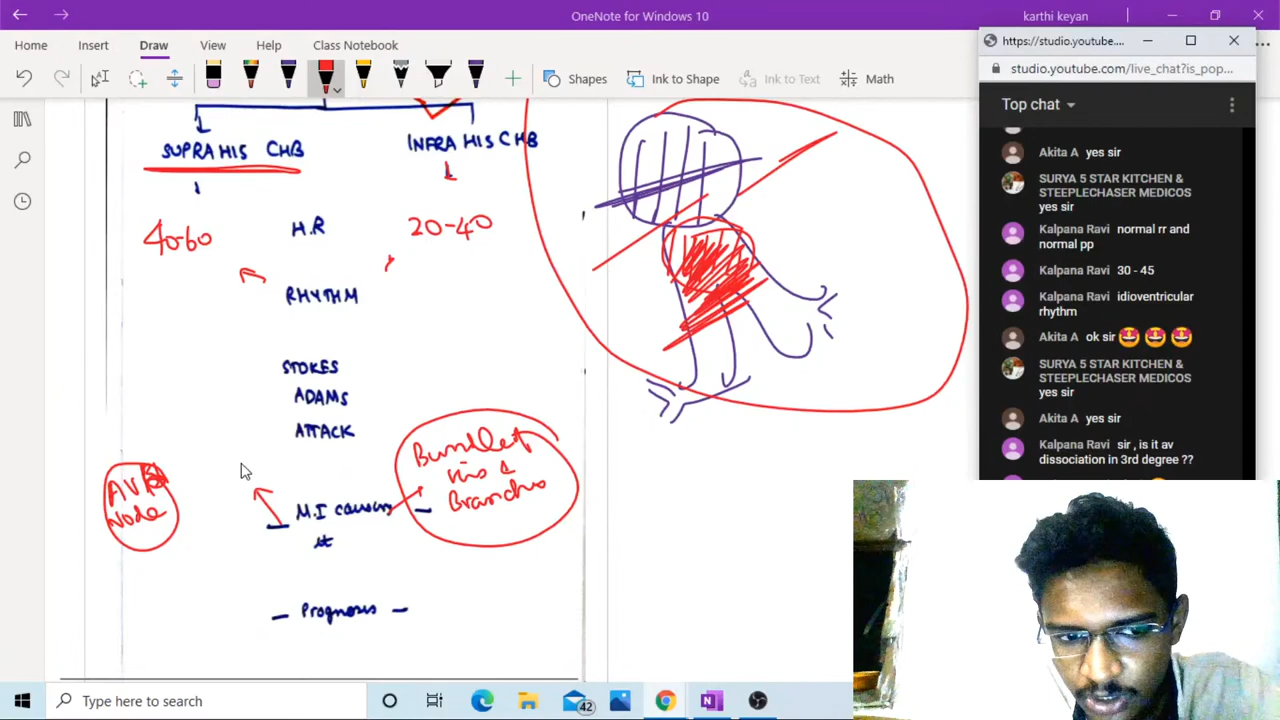 OneNote for Windows 10
karthi keyan
Home
Insert
Draw
View
Help
Class Notebook
Shapes
Ink to Shape
Ink to Text
Math
SUPRA HIS CHB
INFRA HIS CHB
40-60
H.R
20-40
RHYTHM
STOKES
ADAMS
ATTACK
AV
Node
M.I causing
it
Bundle of
His &
Branches
Prognosis
https://studio.youtube....
studio.youtube.com/live_chat?is_pop...
Top chat
Akita A yes sir
SURYA 5 STAR KITCHEN &
STEEPLECHASER MEDICOS
yes sir
Kalpana Ravi normal rr and
normal pp
Kalpana Ravi 30 - 45
Kalpana Ravi idioventricular
rhythm
Akita A ok sir 🤩 🤩 🤩
SURYA 5 STAR KITCHEN &
STEEPLECHASER MEDICOS
yes sir
Akita A yes sir
Kalpana Ravi sir , is it av
dissociation in 3rd degree ??
Type here to search
42